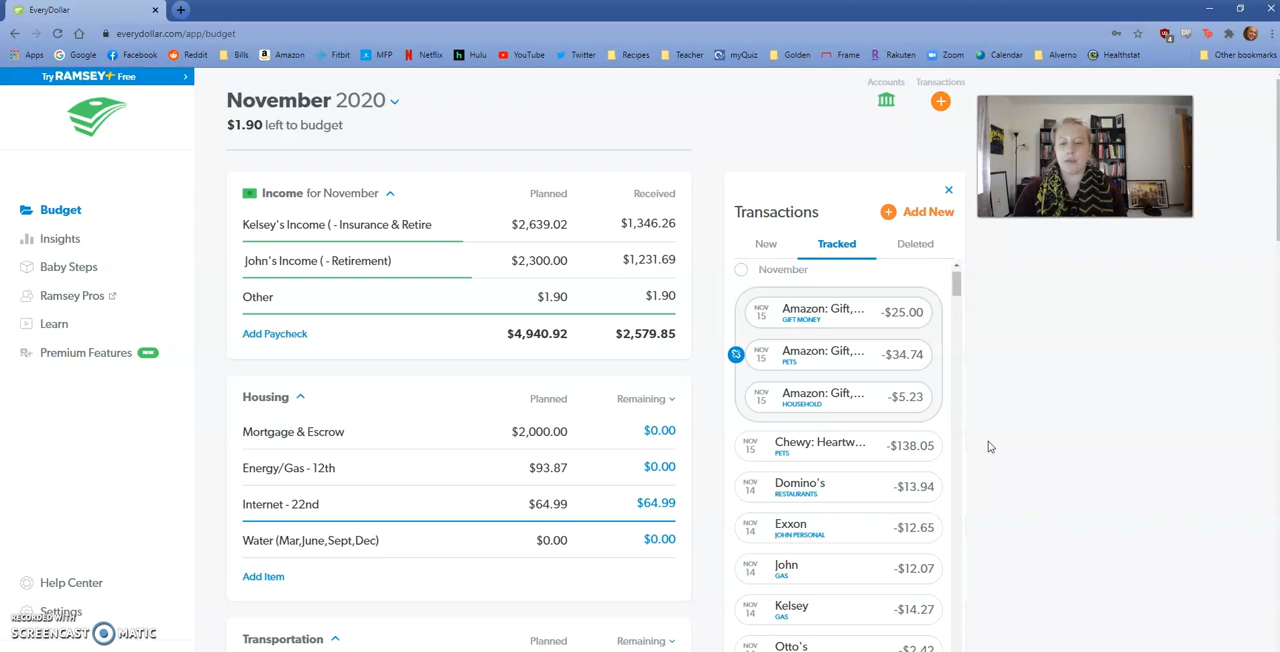 EveryDollar
everydollar.com/app/budget
Apps Google Facebook Reddit Bills Amazon Fitbit MFP Netflix Hulu YouTube Twitter Recipes Teacher myQuiz Golden Frame Rakuten Zoom Calendar Alverno Healthstat Other bookmarks
Try RAMSEY+ Free
Budget
Insights
Baby Steps
Ramsey Pros
Learn
Premium Features NEW
Help Center
Settings
RECORDED WITH
SCREENCAST MATIC
November 2020
$1.90 left to budget
Accounts
Transactions
Income for November Planned Received
Kelsey's Income ( - Insurance & Retire $2,639.02 $1,346.26
John's Income ( - Retirement) $2,300.00 $1,231.69
Other $1.90 $1.90
Add Paycheck $4,940.92 $2,579.85
Housing Planned Remaining
Mortgage & Escrow $2,000.00 $0.00
Energy/Gas - 12th $93.87 $0.00
Internet - 22nd $64.99 $64.99
Water (Mar,June,Sept,Dec) $0.00 $0.00
Add Item
Transportation Planned Remaining
Transactions Add New
New Tracked Deleted
November
NOV 15 Amazon: Gift,... -$25.00
GIFT MONEY
NOV 15 Amazon: Gift,... -$34.74
PETS
NOV 15 Amazon: Gift,... -$5.23
HOUSEHOLD
NOV 15 Chewy: Heartw... -$138.05
PETS
NOV 14 Domino's -$13.94
RESTAURANTS
NOV 14 Exxon -$12.65
JOHN PERSONAL
NOV 14 John -$12.07
GAS
NOV 14 Kelsey -$14.27
GAS
NOV Otto's -$2.42